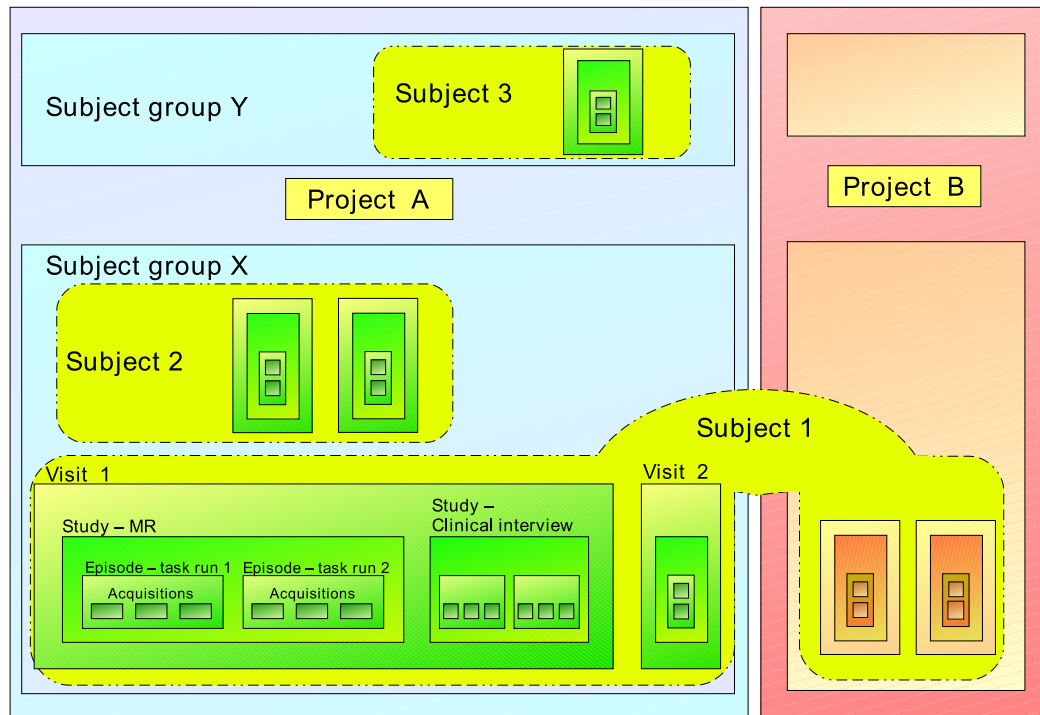 Subject group Y
Subject 3
Project A
Project B
Subject group X
Subject 2
Subject 1
Visit 1
Visit 2
Study – MR
Study –
Clinical interview
Episode – task run 1
Episode – task run 2
Acquisitions
Acquisitions